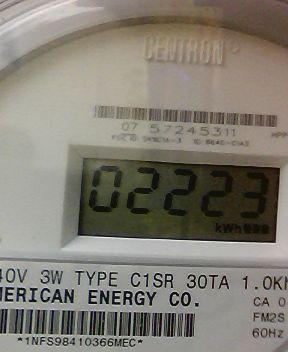 CENTRON®
07 57245311
02223
kWh
40V 3W TYPE C1SR 30TA 1.0K
MERICAN ENERGY CO.
CA 0
FM2S
60Hz
*1NFS98410366MEC*